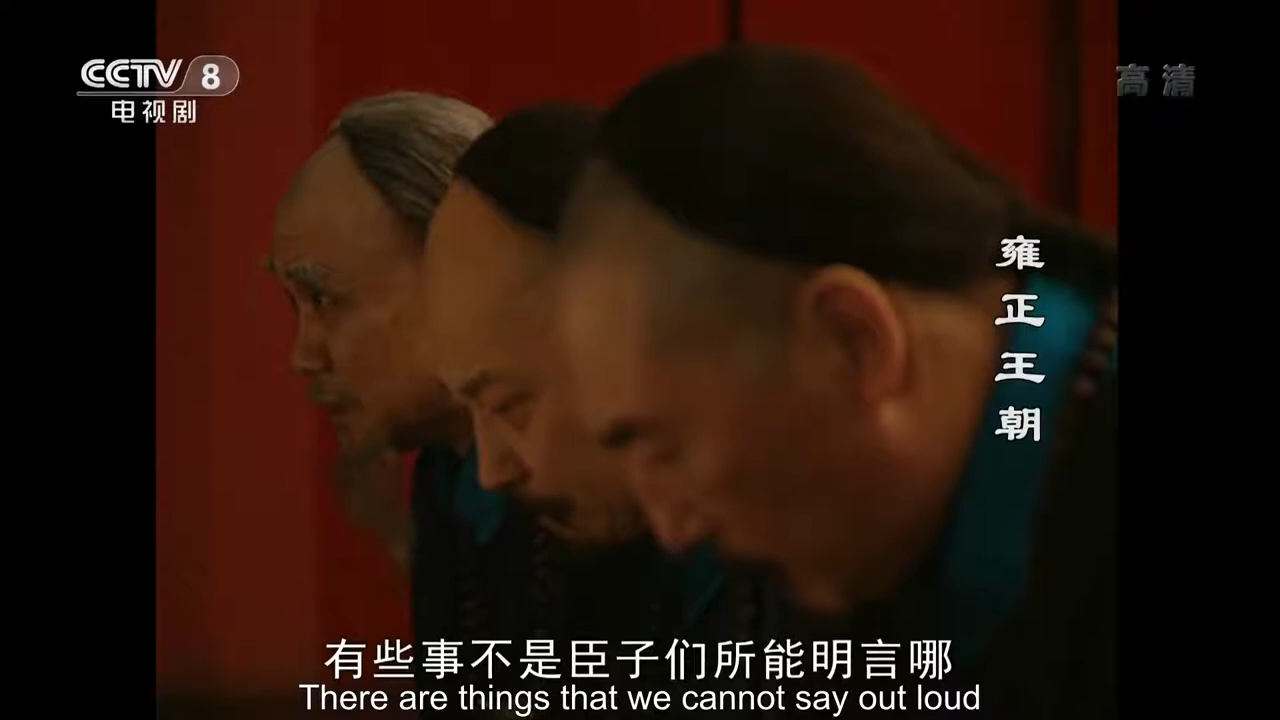 CCTV 8
电视剧
高清
雍正王朝
有些事不是臣子们所能明言哪
There are things that we cannot say out loud